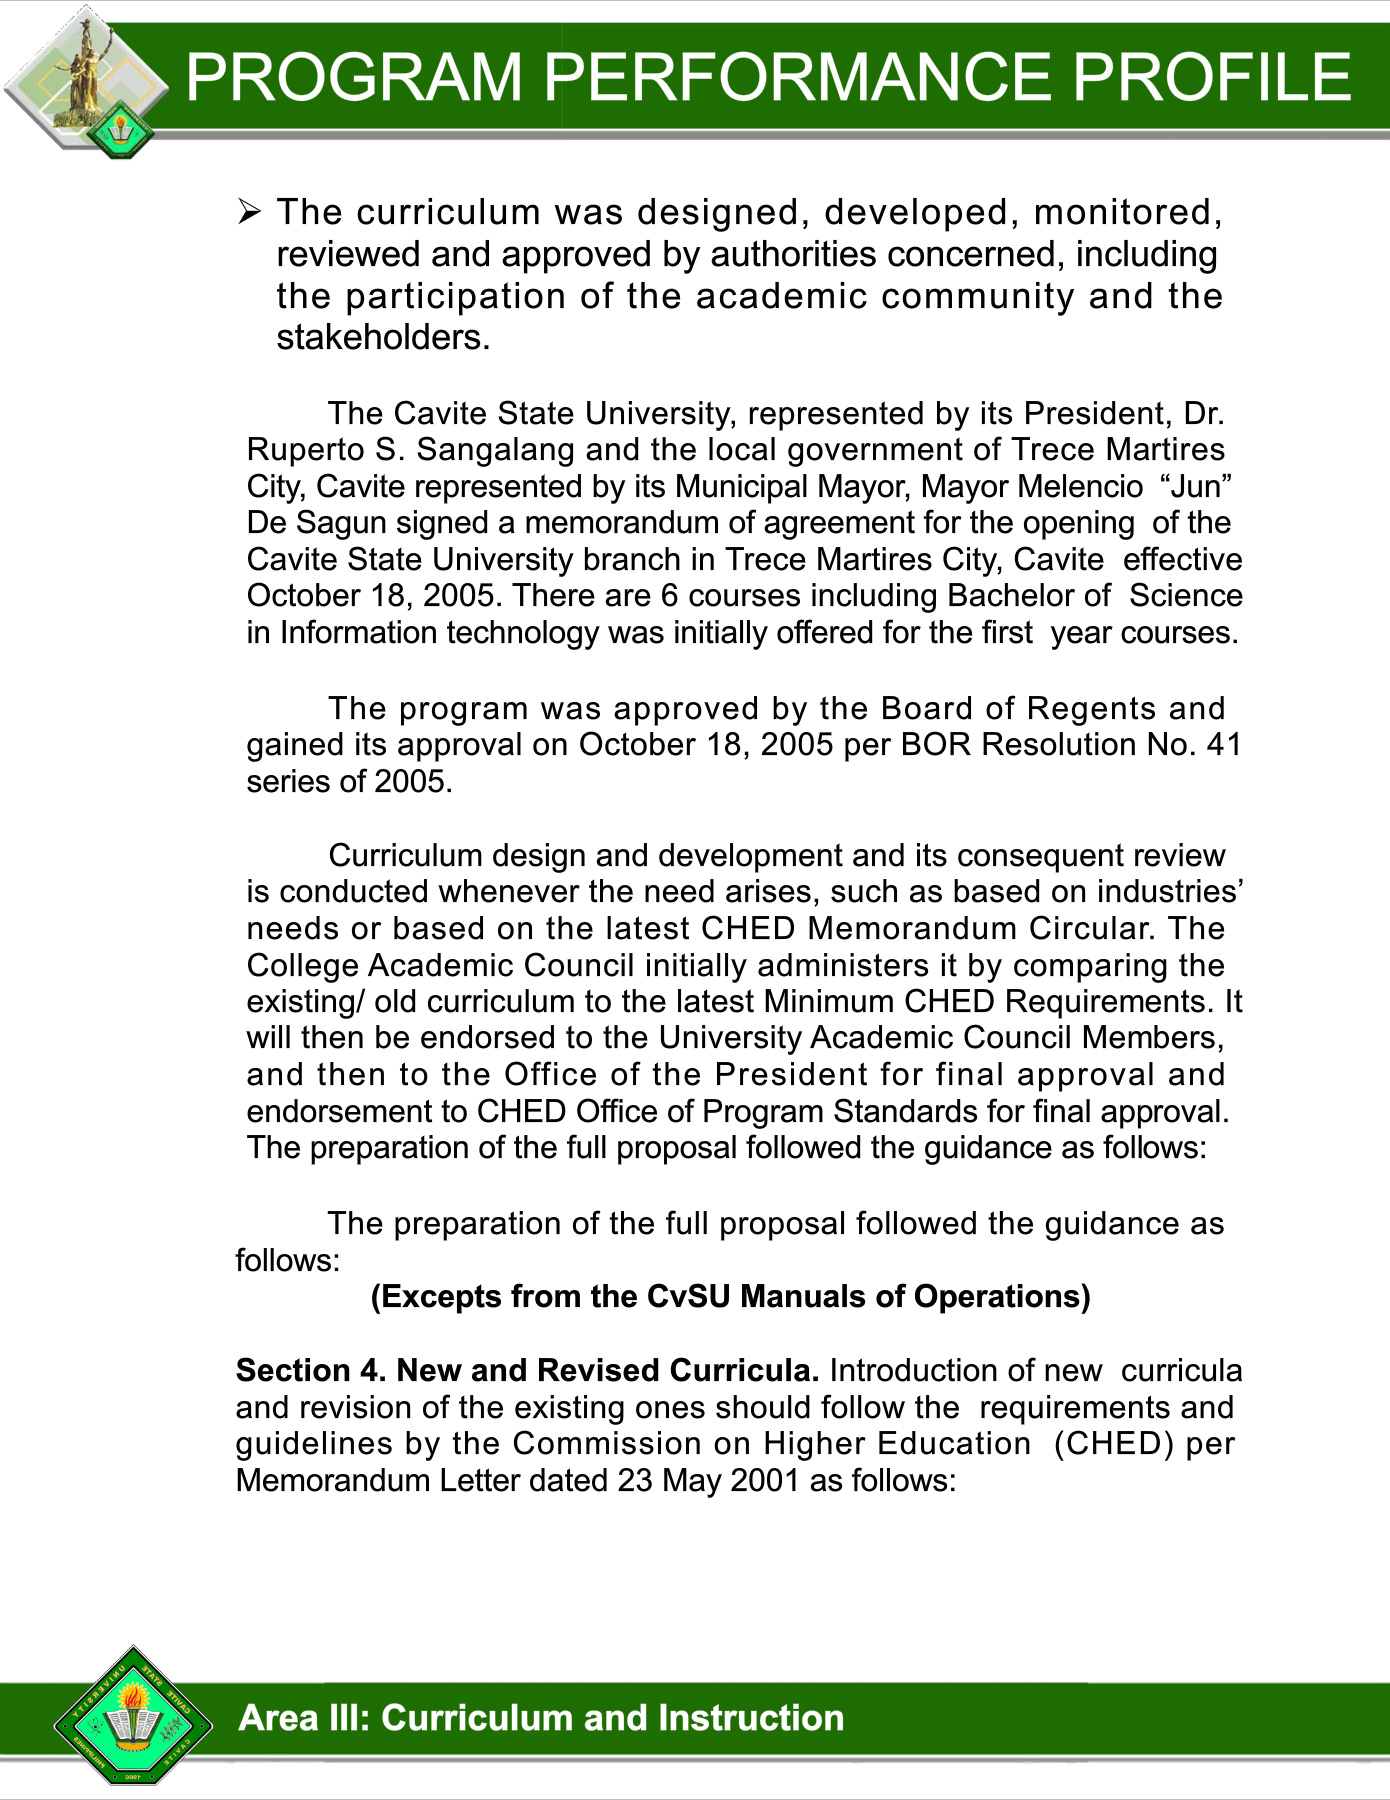 PROGRAM PERFORMANCE PROFILE
➢ The curriculum was designed, developed, monitored,
reviewed and approved by authorities concerned, including
the participation of the academic community and the
stakeholders.
The Cavite State University, represented by its President, Dr.
Ruperto S. Sangalang and the local government of Trece Martires
City, Cavite represented by its Municipal Mayor, Mayor Melencio “Jun”
De Sagun signed a memorandum of agreement for the opening of the
Cavite State University branch in Trece Martires City, Cavite effective
October 18, 2005. There are 6 courses including Bachelor of Science
in Information technology was initially offered for the first year courses.
The program was approved by the Board of Regents and
gained its approval on October 18, 2005 per BOR Resolution No. 41
series of 2005.
Curriculum design and development and its consequent review
is conducted whenever the need arises, such as based on industries’
needs or based on the latest CHED Memorandum Circular. The
College Academic Council initially administers it by comparing the
existing/ old curriculum to the latest Minimum CHED Requirements. It
will then be endorsed to the University Academic Council Members,
and then to the Office of the President for final approval and
endorsement to CHED Office of Program Standards for final approval.
The preparation of the full proposal followed the guidance as follows:
The preparation of the full proposal followed the guidance as
follows:
(Excepts from the CvSU Manuals of Operations)
Section 4. New and Revised Curricula. Introduction of new curricula
and revision of the existing ones should follow the requirements and
guidelines by the Commission on Higher Education (CHED) per
Memorandum Letter dated 23 May 2001 as follows:
CAVITE STATE UNIVERSITY
CAVITE
PHILIPPINES
1906
Area III: Curriculum and Instruction